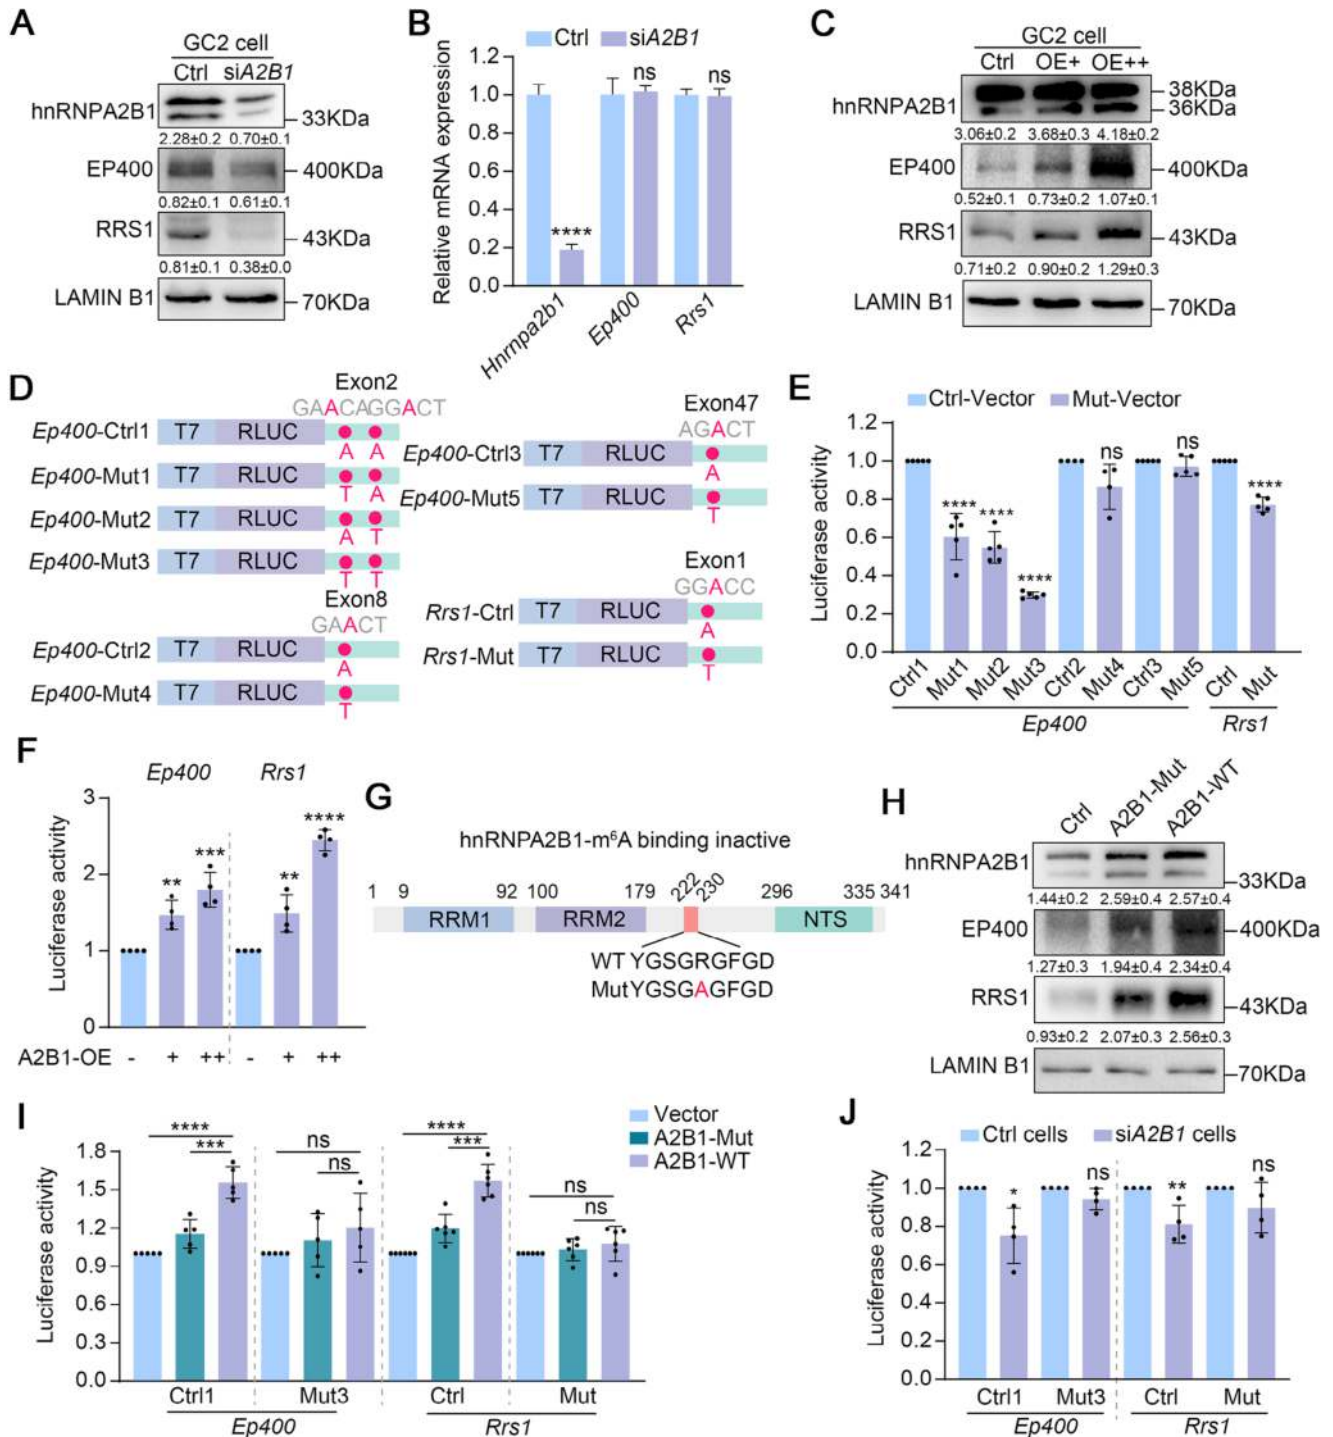 A
GC2 cell
Ctrl siA2B1
hnRNPA2B1
33KDa
2.28±0.2 0.70±0.1
EP400
400KDa
0.82±0.1 0.61±0.1
RRS1
43KDa
0.81±0.1 0.38±0.0
LAMIN B1
70KDa
B
Ctrl siA2B1
Relative mRNA expression
1.2
1.0
0.8
0.6
0.4
0.2
0.0
**** ns ns
Hnrnpa2b1 Ep400 Rrs1
C
GC2 cell
Ctrl OE+ OE++
hnRNPA2B1
38KDa
36KDa
3.06±0.2 3.68±0.3 4.18±0.2
EP400
400KDa
0.52±0.1 0.73±0.2 1.07±0.1
RRS1
43KDa
0.71±0.2 0.90±0.2 1.29±0.3
LAMIN B1
70KDa
D
Exon2
GAACAGGACT
Ep400-Ctrl1 T7 RLUC
A A
Ep400-Mut1 T7 RLUC
T A
Ep400-Mut2 T7 RLUC
A T
Ep400-Mut3 T7 RLUC
T T
Exon8
GAACT
Ep400-Ctrl2 T7 RLUC
A
Ep400-Mut4 T7 RLUC
T
Exon47
AGACT
Ep400-Ctrl3 T7 RLUC
A
Ep400-Mut5 T7 RLUC
T
Exon1
GGACC
Rrs1-Ctrl T7 RLUC
A
Rrs1-Mut T7 RLUC
T
E
Ctrl-Vector Mut-Vector
Luciferase activity
1.2
1.0
0.8
0.6
0.4
0.2
0.0
**** **** **** ns ns ****
Ctrl1 Mut1 Mut2 Mut3 Ctrl2 Mut4 Ctrl3 Mut5 Ctrl Mut
Ep400 Rrs1
F
Ep400 Rrs1
Luciferase activity
3
2
1
0
** *** ** ****
A2B1-OE - + ++ - + ++
G
hnRNPA2B1-m⁶A binding inactive
1 9 92 100 179 222 230 296 335 341
RRM1 RRM2 NTS
WT YGSGRGFGD
Mut YGSGAGFGD
H
Ctrl A2B1-Mut A2B1-WT
hnRNPA2B1
33KDa
1.44±0.2 2.59±0.4 2.57±0.4
EP400
400KDa
1.27±0.3 1.94±0.4 2.34±0.4
RRS1
43KDa
0.93±0.2 2.07±0.3 2.56±0.3
LAMIN B1
70KDa
I
Vector
A2B1-Mut
A2B1-WT
Luciferase activity
1.8
1.5
1.2
0.9
0.6
0.3
0.0
**** *** ns ns **** *** ns ns
Ctrl1 Mut3 Ctrl Mut
Ep400 Rrs1
J
Ctrl cells siA2B1 cells
Luciferase activity
1.2
1.0
0.8
0.6
0.4
0.2
0.0
* ns ** ns
Ctrl1 Mut3 Ctrl Mut
Ep400 Rrs1